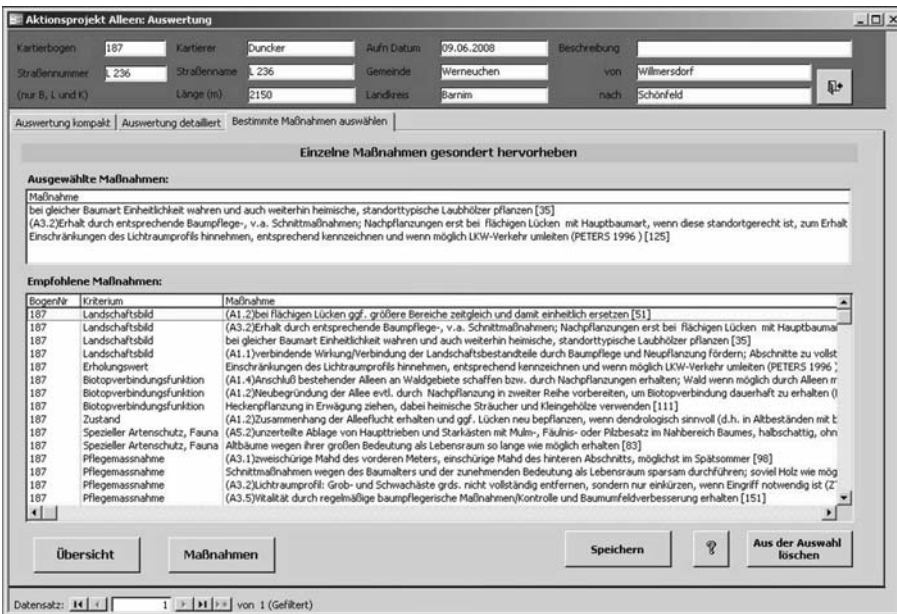 Aktionsprojekt Alleen: Auswertung
Kartierbogen 187 Kartierer Duncker Aufn Datum 09.06.2008 Beschreibung
Straßennummer L 236 Straßenname L 236 Gemeinde Werneuchen von Willmersdorf
(nur B, L und K) Länge (m) 2150 Landkreis Barnim nach Schönfeld
Auswertung kompakt Auswertung detailliert Bestimmte Maßnahmen auswählen
Einzelne Maßnahmen gesondert hervorheben
Ausgewählte Maßnahmen:
Maßnahme
bei gleicher Baumart Einheitlichkeit wahren und auch weiterhin heimische, standorttypische Laubhölzer pflanzen [35]
(A3.2)Erhalt durch entsprechende Baumpflege-, v.a. Schnittmaßnahmen; Nachpflanzungen erst bei flächigen Lücken mit Hauptbaumart, wenn diese standortgerecht ist, zum Erhalt
Einschränkungen des Lichtraumprofils hinnehmen, entsprechend kennzeichnen und wenn möglich LKW-Verkehr umleiten (PETERS 1996 ) [125]
Empfohlene Maßnahmen:
BogenNr Kriterium Maßnahme
187 Landschaftsbild (A1.2)bei flächigen Lücken ggf. größere Bereiche zeitgleich und damit einheitlich ersetzen [51]
187 Landschaftsbild (A3.2)Erhalt durch entsprechende Baumpflege-, v.a. Schnittmaßnahmen; Nachpflanzungen erst bei flächigen Lücken mit Hauptbaumar
187 Landschaftsbild bei gleicher Baumart Einheitlichkeit wahren und auch weiterhin heimische, standorttypische Laubhölzer pflanzen [35]
187 Landschaftsbild (A1.1)verbindende Wirkung/Verbindung der Landschaftsbestandteile durch Baumpflege und Neupflanzung fördern; Abschnitte zu vollst
187 Erholungswert Einschränkungen des Lichtraumprofils hinnehmen, entsprechend kennzeichnen und wenn möglich LKW-Verkehr umleiten (PETERS 1996 )
187 Biotopverbindungsfunktion (A1.4)Anschluß bestehender Alleen an Waldgebiete schaffen bzw. durch Nachpflanzungen erhalten; Wald wenn möglich durch Alleen m
187 Biotopverbindungsfunktion (A1.2)Neubegründung der Allee evtl. durch Nachpflanzung in zweiter Reihe vorbereiten, um Biotopverbindung dauerhaft zu erhalten
187 Biotopverbindungsfunktion Heckenpflanzung in Erwägung ziehen, dabei heimische Sträucher und Kleingehölze verwenden [111]
187 Zustand (A1.2)Zusammenhang der Alleeflucht erhalten und ggf. Lücken neu bepflanzen, wenn dendrologisch sinnvoll (d.h. in Altbeständen mit
187 Spezieller Artenschutz, Fauna (A5.2)unzerteilte Ablage von Haupttrieben und Starkästen mit Mulm-, Fäulnis- oder Pilzbesatz im Nahbereich Baumes, halbschattig, ohn
187 Spezieller Artenschutz, Fauna Altbäume wegen ihrer großen Bedeutung als Lebensraum so lange wie möglich erhalten [83]
187 Pflegemassnahme (A3.1)zweischürige Mahd des vorderen Meters, einschürige Mahd des hinteren Abschnitts, möglichst im Spätsommer [98]
187 Pflegemassnahme Schnittmaßnahmen wegen des Baumalters und der zunehmenden Bedeutung als Lebensraum sparsam durchführen; soviel Holz wie mög
187 Pflegemassnahme (A3.2)Lichtraumprofil: Grob- und Schwachäste grds. nicht vollständig entfernen, sondern nur einkürzen, wenn Eingriff notwendig ist
187 Pflegemassnahme (A3.5)Vitalität durch regelmäßige baumpflegerische Maßnahmen/Kontrolle und Baumumfeldverbesserung erhalten [151]
Übersicht Maßnahmen Speichern ? Aus der Auswahl
löschen
Datensatz: 1 von 1 (Gefiltert)